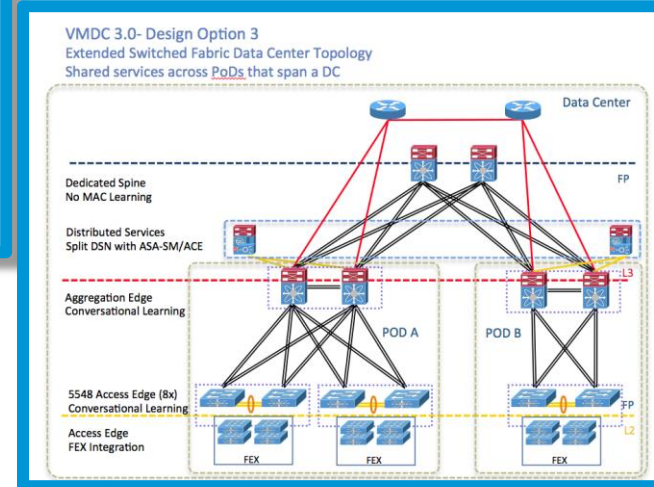 VMDC 3.0- Design Option 3
Extended Switched Fabric Data Center Topology
Shared services across PoDs that span a DC
Data Center
FP
Dedicated Spine
No MAC Learning
Distributed Services
Split DSN with ASA-SM/ACE
L3
Aggregation Edge
Conversational Learning
POD A
POD B
5548 Access Edge (8x)
Conversational Learning
FP
L2
Access Edge
FEX Integration
FEX
FEX
FEX